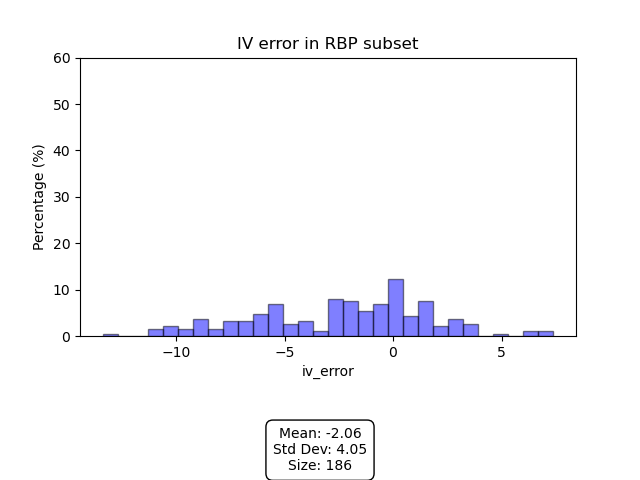 IV error in RBP subset
60
50
40
30
20
10
0
Percentage (%)
−10
−5
0
5
iv_error
Mean: -2.06
Std Dev: 4.05
Size: 186